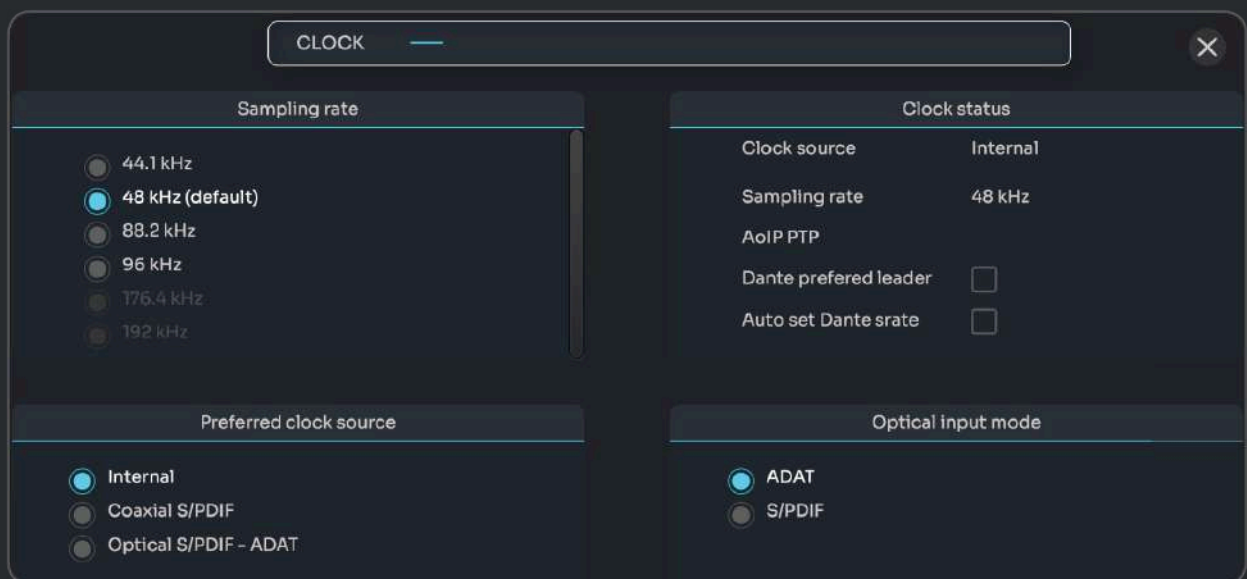 CLOCK
Sampling rate
44.1 kHz
48 kHz (default)
88.2 kHz
96 kHz
176.4 kHz
192 kHz
Clock status
Clock source Internal
Sampling rate 48 kHz
AoIP PTP
Dante prefered leader
Auto set Dante srate
Preferred clock source
Internal
Coaxial S/PDIF
Optical S/PDIF - ADAT
Optical input mode
ADAT
S/PDIF